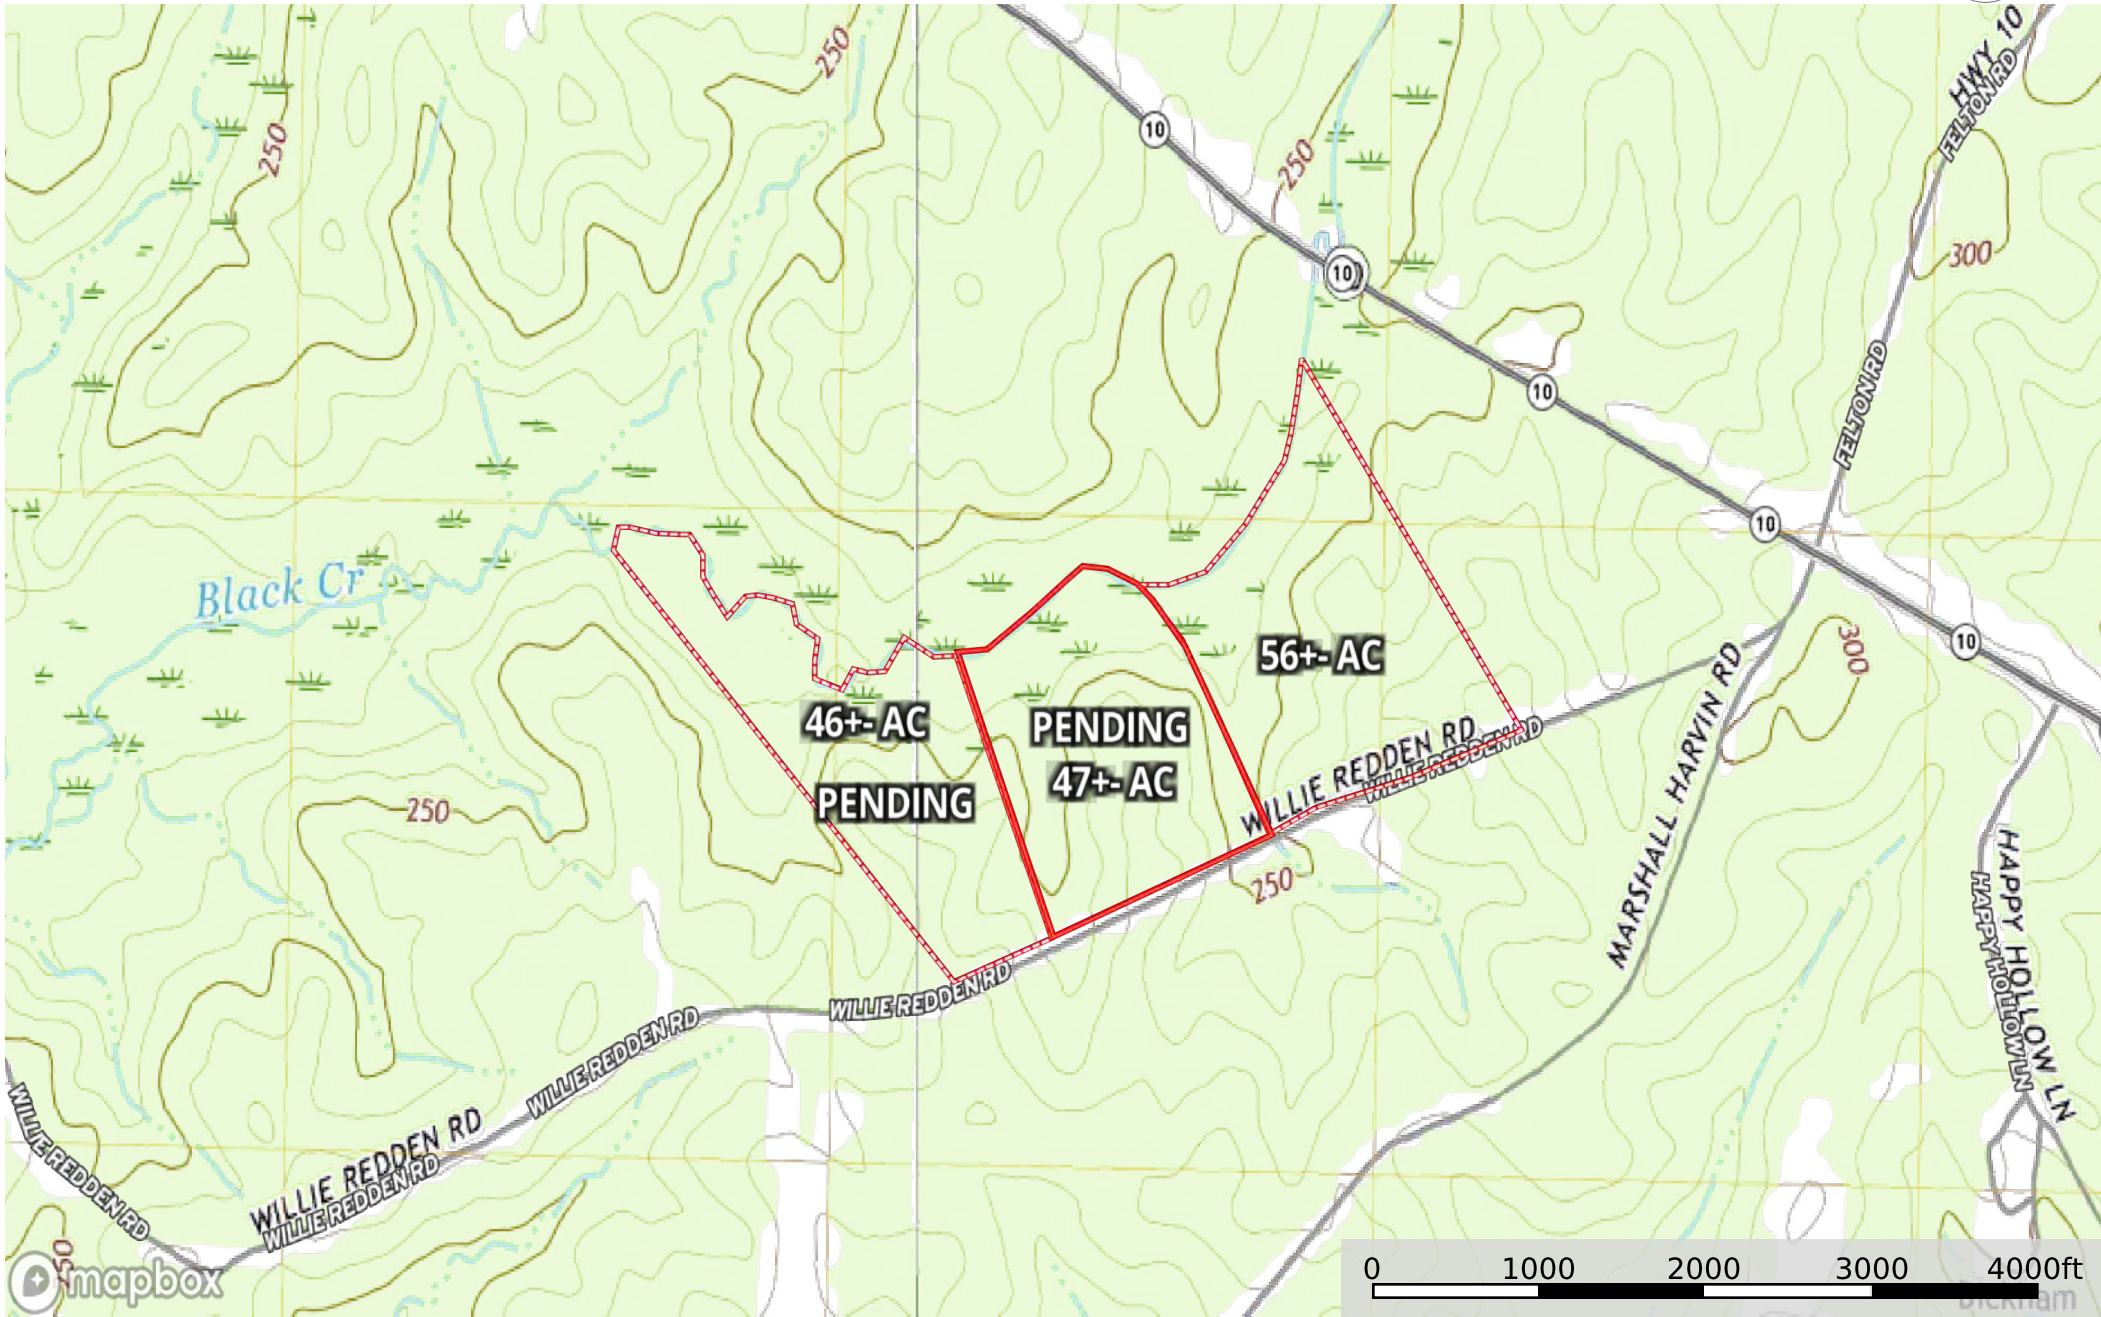 250
HWY 10
FELTON RD
10
250
250
10
300
10
FELTON RD
10
Black Cr
300
10
MARSHALL HARVIN RD
56+- AC
46+- AC
PENDING
47+- AC
PENDING
WILLIE REDDEN RD
WILLIE REDDEN RD
250
250
HAPPY HOLLOW LN
HAPPY HOLLOW LN
WILLIE REDDEN RD
WILLIE REDDEN RD
WILLIE REDDEN RD
WILLIE REDDEN RD
WILLIE REDDEN RD
250
mapbox
0 1000 2000 3000 4000ft